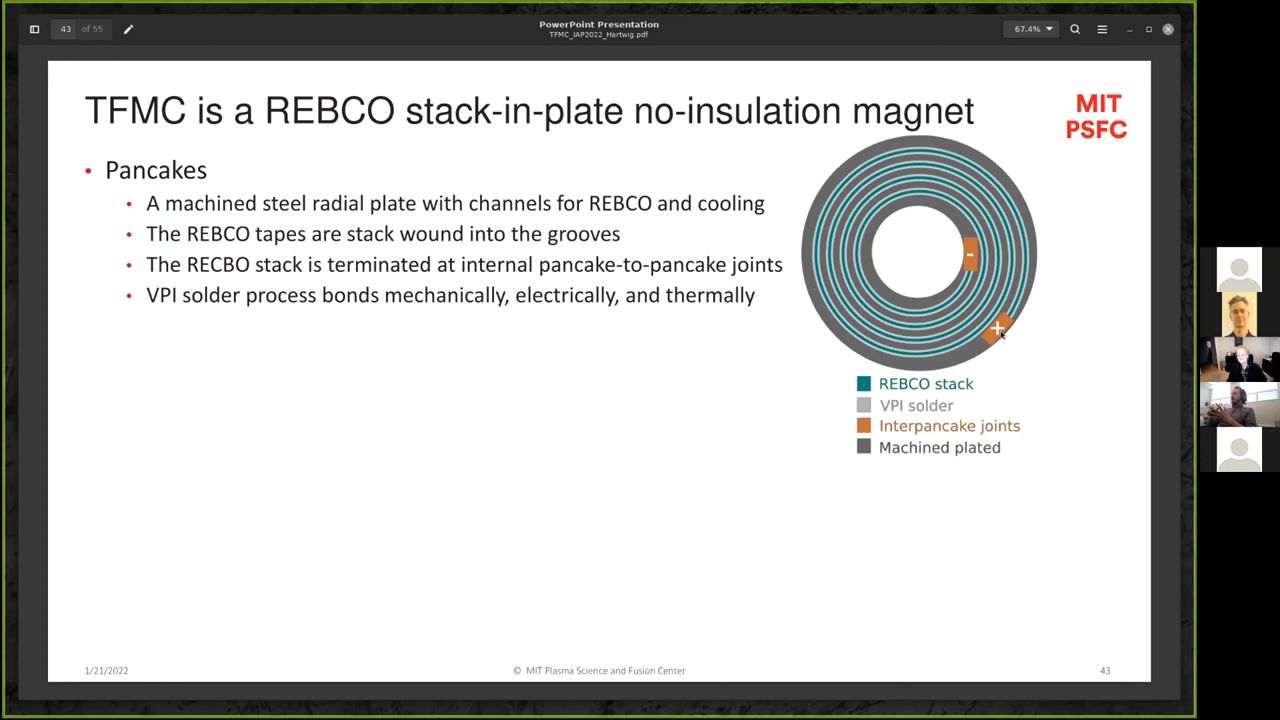 43 of 55
PowerPoint Presentation
TFMC_IAP2022_Hartwig.pdf
67.4%
TFMC is a REBCO stack-in-plate no-insulation magnet
MIT
PSFC
• Pancakes
• A machined steel radial plate with channels for REBCO and cooling
• The REBCO tapes are stack wound into the grooves
• The RECBO stack is terminated at internal pancake-to-pancake joints
• VPI solder process bonds mechanically, electrically, and thermally
-
+
REBCO stack
VPI solder
Interpancake joints
Machined plated
1/21/2022
© MIT Plasma Science and Fusion Center
43